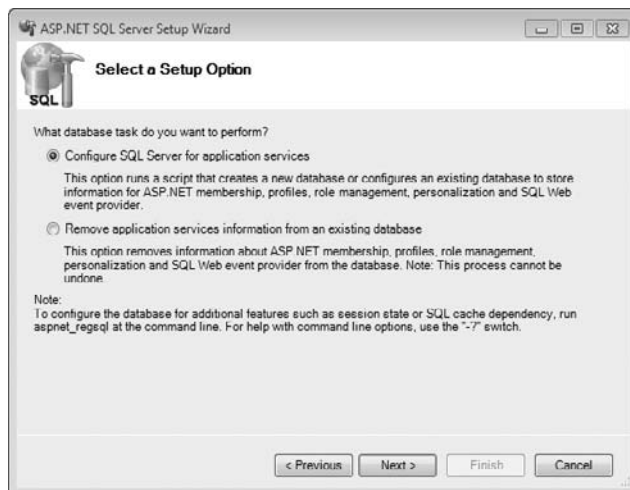 ASP.NET SQL Server Setup Wizard
Select a Setup Option
SQL
What database task do you want to perform?
Configure SQL Server for application services
This option runs a script that creates a new database or configures an existing database to store
information for ASP.NET membership, profiles, role management, personalization and SQL Web
event provider.
Remove application services information from an existing database
This option removes information about ASP.NET membership, profiles, role management,
personalization and SQL Web event provider from the database. Note: This process cannot be
undone.
Note:
To configure the database for additional features such as session state or SQL cache dependency, run
aspnet_regsql at the command line. For help with command line options, use the "-?" switch.
< Previous Next > Finish Cancel